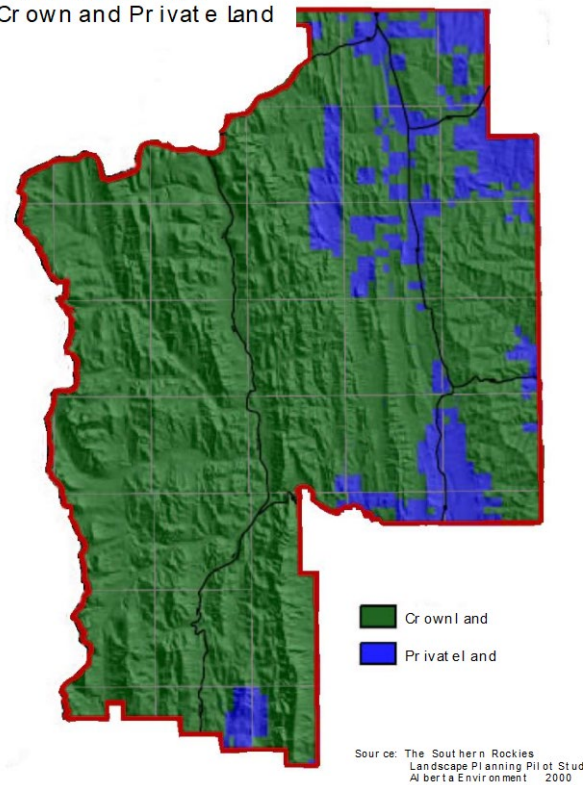 Crown and Private Land
Crown land
Private land
Source: The Southern Rockies
Landscape Planning Pilot Stud
Alberta Environment 2000